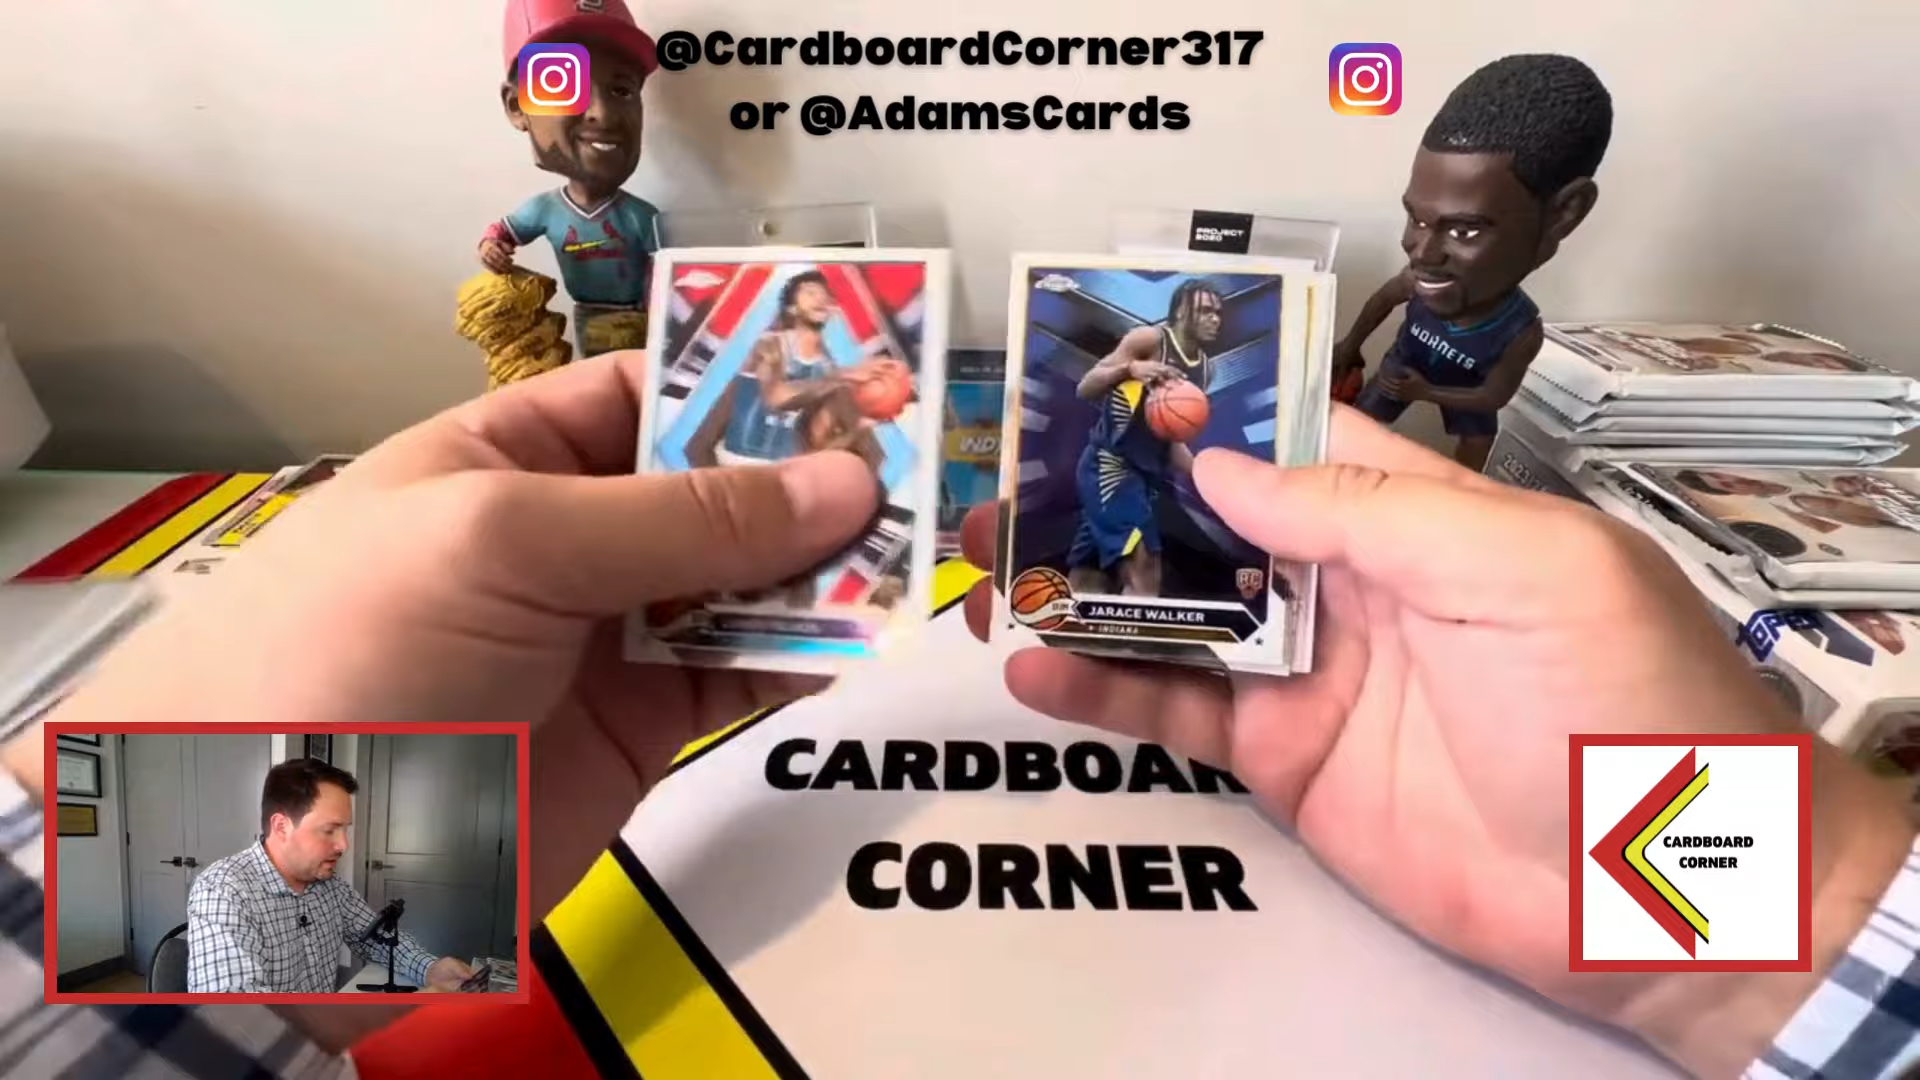 @CardboardCorner317
or @AdamsCards
PROJECT
2020
HORNETS
JARACE WALKER
INDIANA
RC
CARDBOAR
CORNER
CARDBOARD
CORNER